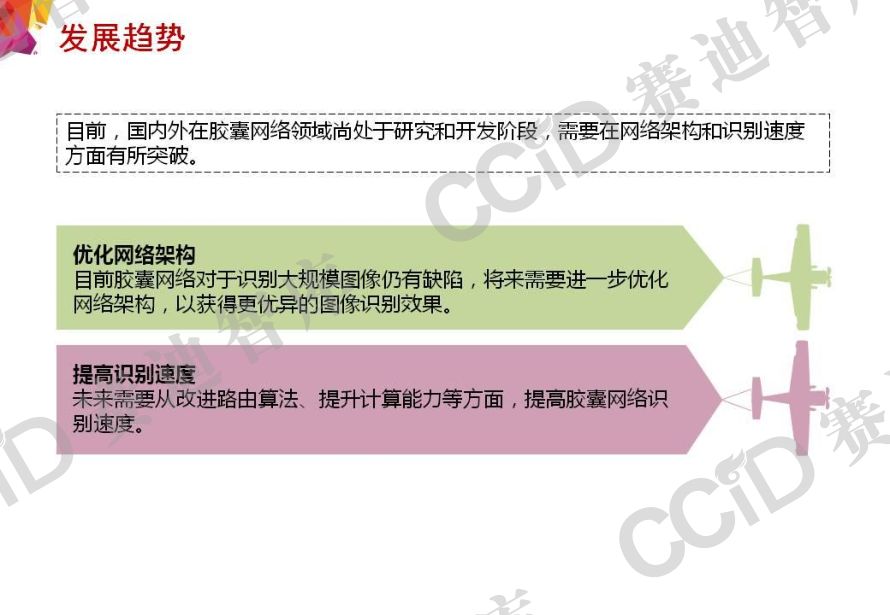 发展趋势
目前，国内外在胶囊网络领域尚处于研究和开发阶段，需要在网络架构和识别速度
方面有所突破。
优化网络架构
目前胶囊网络对于识别大规模图像仍有缺陷，将来需要进一步优化
网络架构，以获得更优异的图像识别效果。
提高识别速度
未来需要从改进路由算法、提升计算能力等方面，提高胶囊网络识
别速度。
CCID 赛迪智库
CCID 赛迪智库
CCID 赛